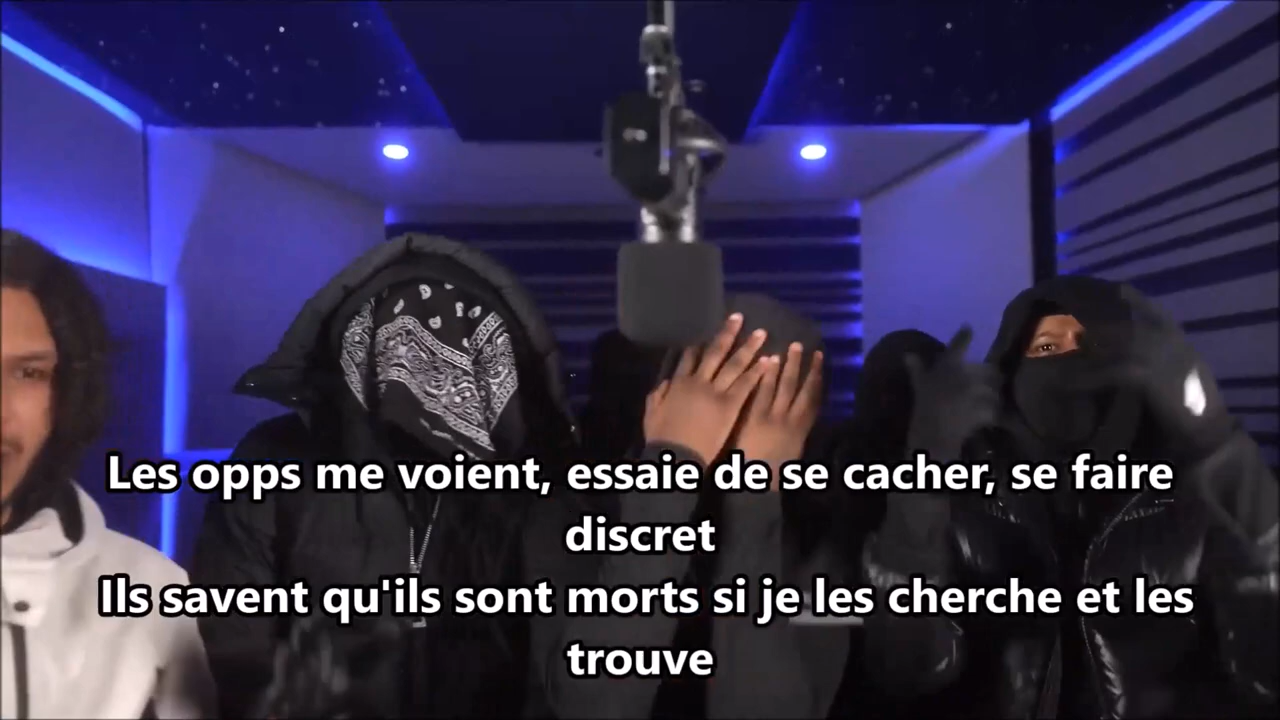 Les opps me voient, essaie de se cacher, se faire
discret
Ils savent qu'ils sont morts si je les cherche et les
trouve